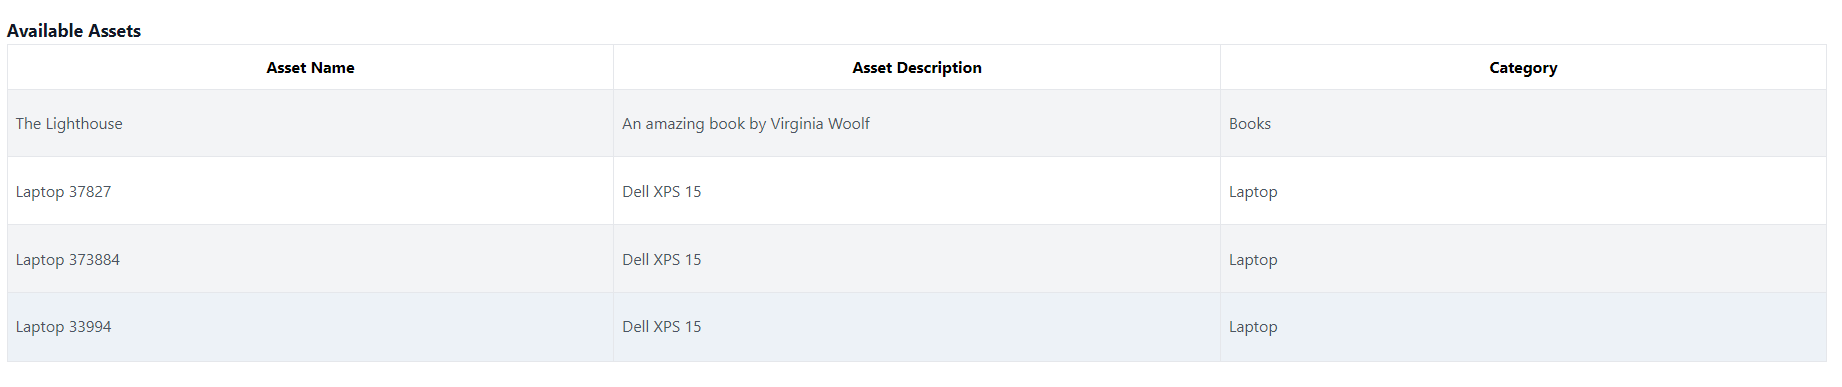 Available Assets
Asset Name Asset Description Category
The Lighthouse An amazing book by Virginia Woolf Books
Laptop 37827 Dell XPS 15 Laptop
Laptop 373884 Dell XPS 15 Laptop
Laptop 33994 Dell XPS 15 Laptop